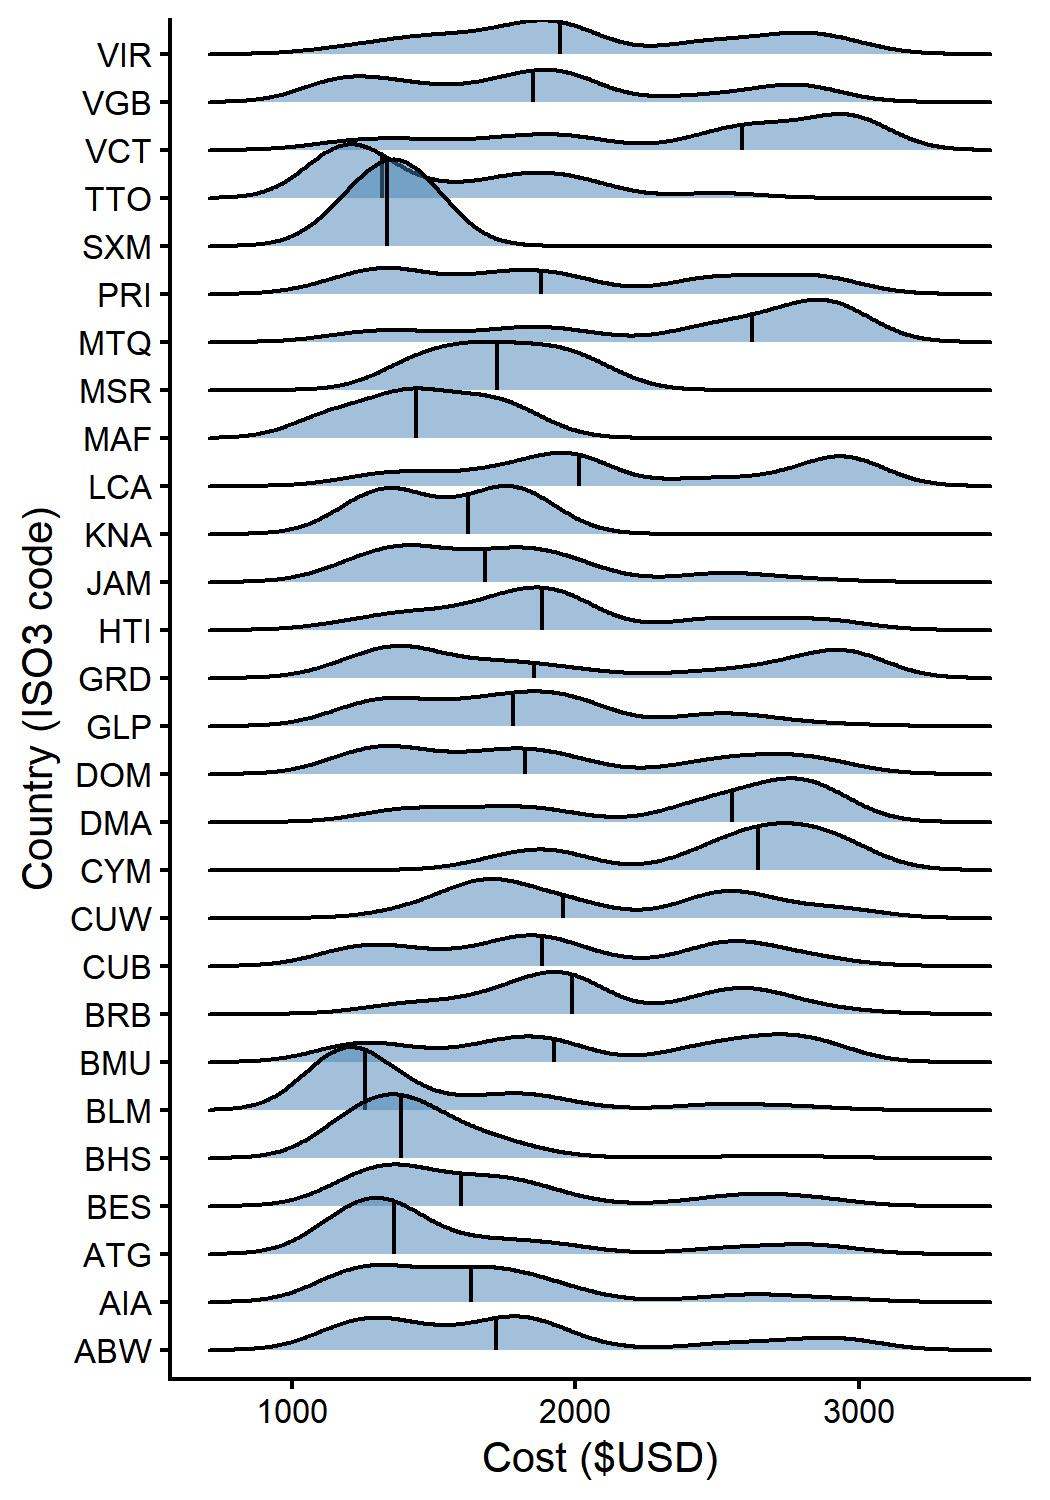 VIR
VGB
VCT
TTO
SXM
PRI
MTQ
MSR
MAF
LCA
KNA
JAM
HTI
GRD
GLP
DOM
DMA
CYM
CUW
CUB
BRB
BMU
BLM
BHS
BES
ATG
AIA
ABW
Country (ISO3 code)
1000 2000 3000
Cost ($USD)